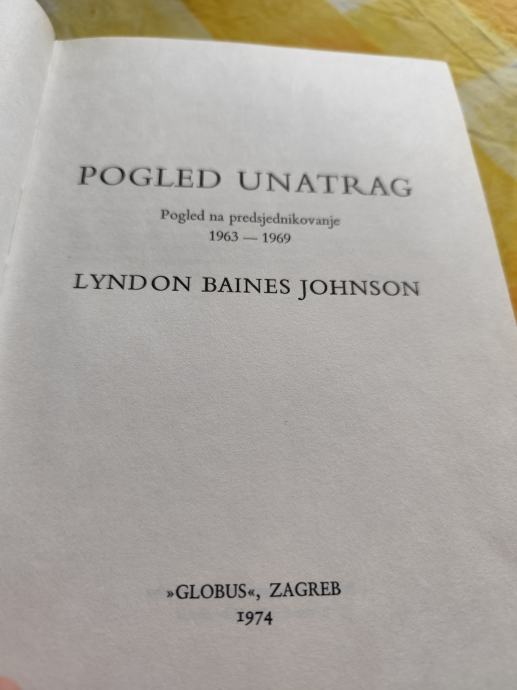 POGLED UNATRAG
Pogled na predsjednikovanje
1963 — 1969
LYNDON BAINES JOHNSON
»GLOBUS«, ZAGREB
1974